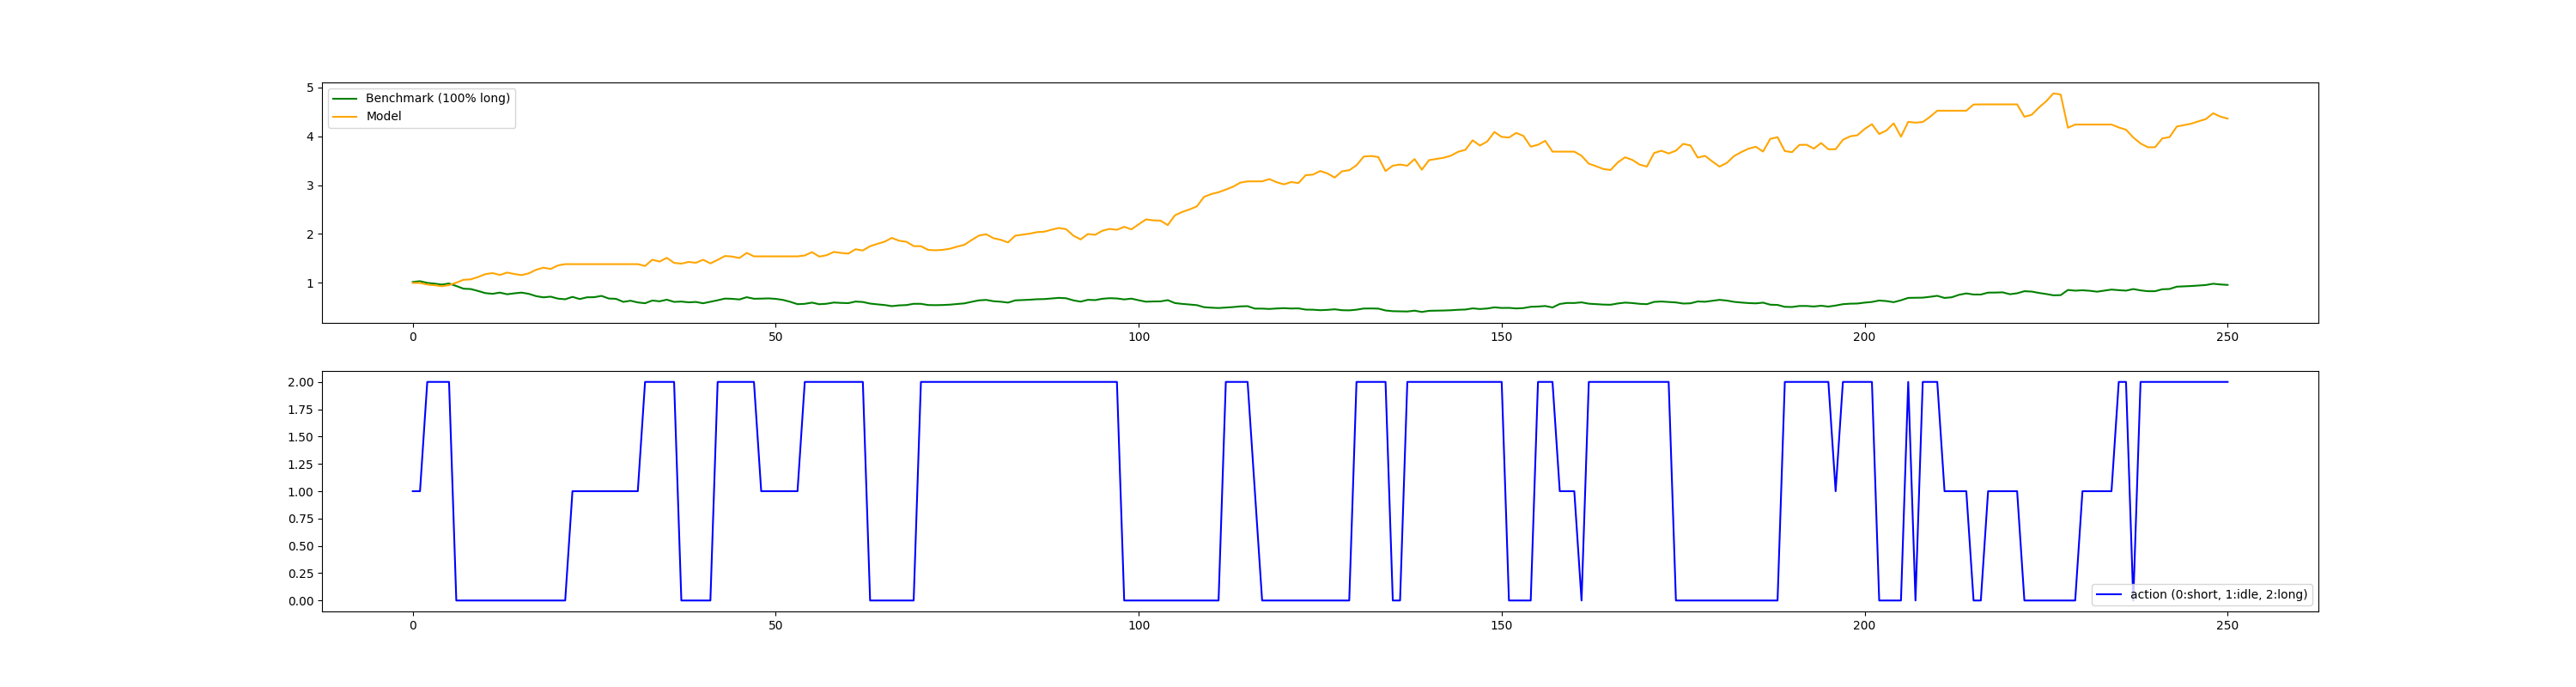 5
4
3
2
1
Benchmark (100% long)
Model
0 50 100 150 200 250
2.00
1.75
1.50
1.25
1.00
0.75
0.50
0.25
0.00
action (0:short, 1:idle, 2:long)
0 50 100 150 200 250